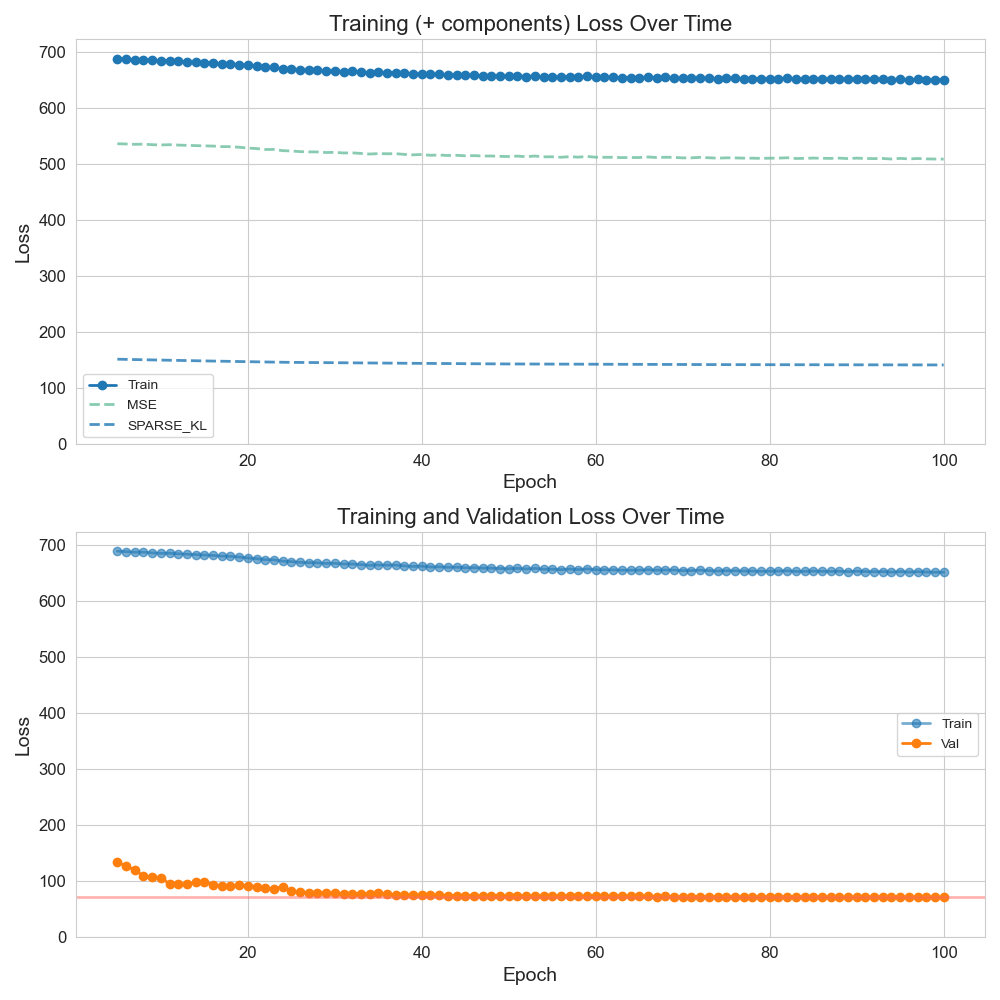 Training (+ components) Loss Over Time
700
600
500
400
300
200
100
0
Loss
Train
MSE
SPARSE_KL
20
40
60
80
100
Epoch
Training and Validation Loss Over Time
700
600
500
400
300
200
100
0
Loss
Train
Val
20
40
60
80
100
Epoch